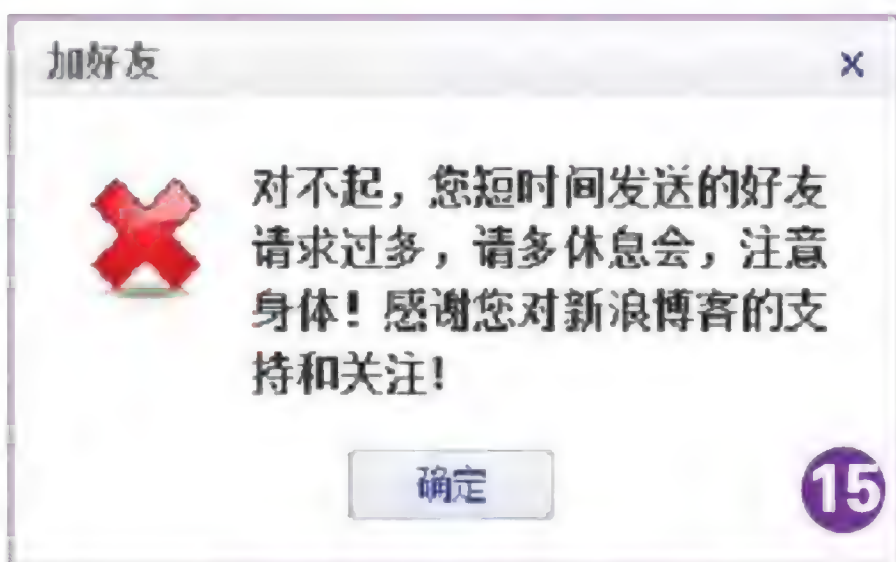 加好友
×
对不起，您短时间发送的好友
请求过多，请多休息会，注意
身体！感谢您对新浪博客的支
持和关注！
确定
15